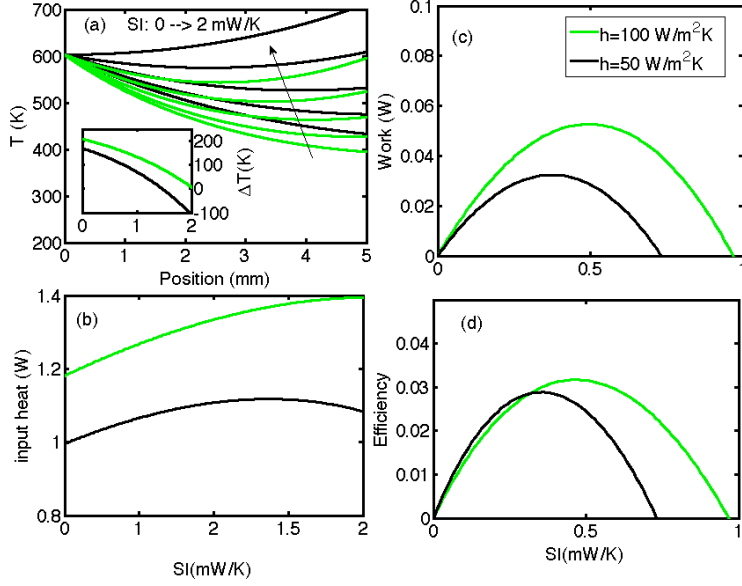 700
600
500
400
300
200
T (K)
(a)
SI: 0 --> 2 mW/K
200
100
0
-100
ΔT(K)
0 1 2
0 1 2 3 4 5
Position (mm)
1.4
1.2
1
0.8
input heat (W)
(b)
0 1 2 1.5 2
SI(mW/K)
0.1
0.08
0.06
0.04
0.02
0
Work (W)
(c)
h=100 W/m²K
h=50 W/m²K
0 0.5 1
0.04
0.03
0.02
0.01
0
Efficiency
(d)
0 0.5 1
SI(mW/K)